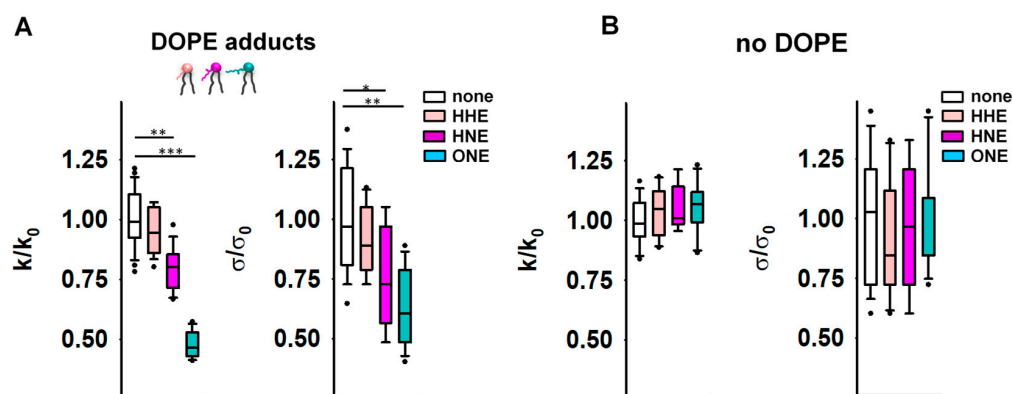 A
DOPE adducts
k/k0
1.25
1.00
0.75
0.50
**
***
σ/σ0
1.25
1.00
0.75
0.50
*
**
none
HHE
HNE
ONE
B
no DOPE
k/k0
1.25
1.00
0.75
0.50
σ/σ0
1.25
1.00
0.75
0.50
none
HHE
HNE
ONE